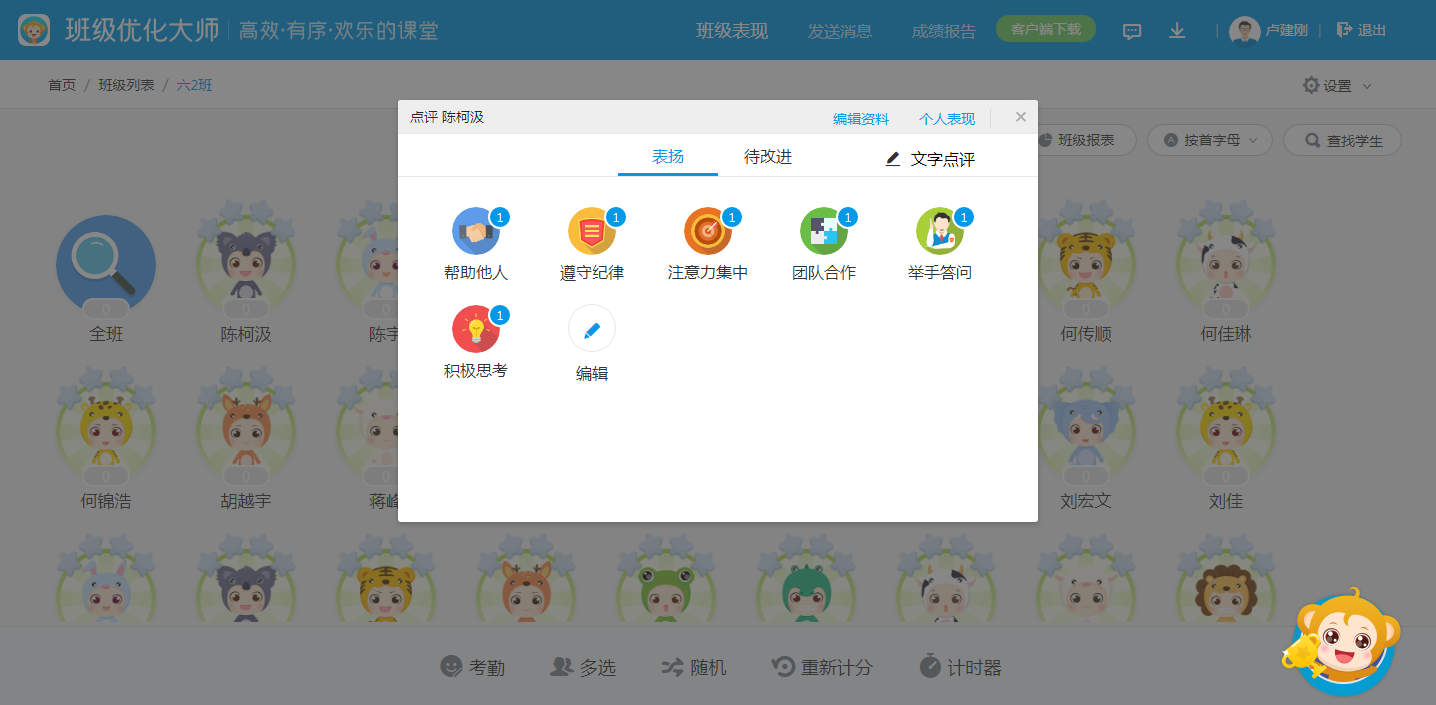 班级优化大师 高效·有序·欢乐的课堂 班级表现 发送消息 成绩报告 客户端下载 卢建刚 退出
首页 / 班级列表 / 六2班 设置
点评 陈柯汲 编辑资料 个人表现
班级报表 按首字母 查找学生
表扬 待改进 文字点评
1 1 1 1 1
帮助他人 遵守纪律 注意力集中 团队合作 举手答问
1
积极思考 编辑
0 0 0 0 0
全班 陈柯汲 陈宇 何传顺 何佳琳
0 0 0 0 0
何锦浩 胡越宇 蒋峰 刘宏文 刘佳
考勤 多选 随机 重新计分 计时器